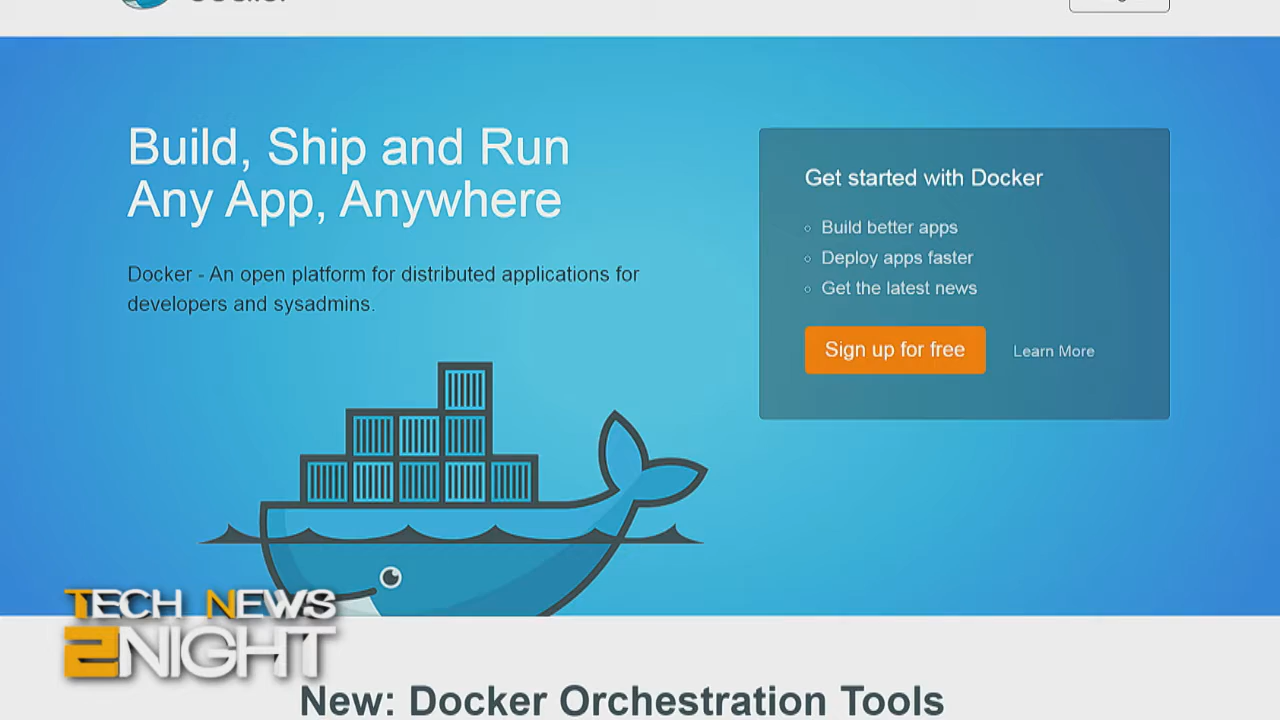 Build, Ship and Run
Any App, Anywhere
Docker - An open platform for distributed applications for
developers and sysadmins.
Get started with Docker
Build better apps
Deploy apps faster
Get the latest news
Sign up for free
Learn More
TECH NEWS
2NIGHT
New: Docker Orchestration Tools